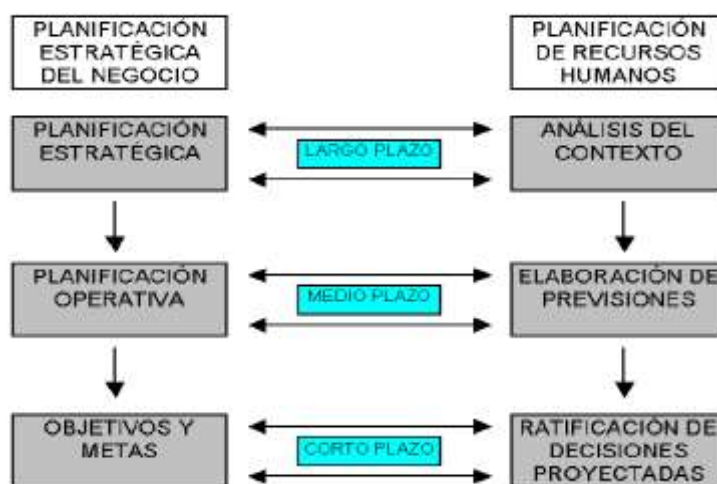 PLANIFICACIÓN
ESTRATÉGICA
DEL NEGOCIO
PLANIFICACIÓN
DE RECURSOS
HUMANOS
PLANIFICACIÓN
ESTRATÉGICA
LARGO PLAZO
ANÁLISIS DEL
CONTEXTO
PLANIFICACIÓN
OPERATIVA
MEDIO PLAZO
ELABORACIÓN DE
PREVISIONES
OBJETIVOS Y
METAS
CORTO PLAZO
RATIFICACIÓN DE
DECISIONES
PROYECTADAS